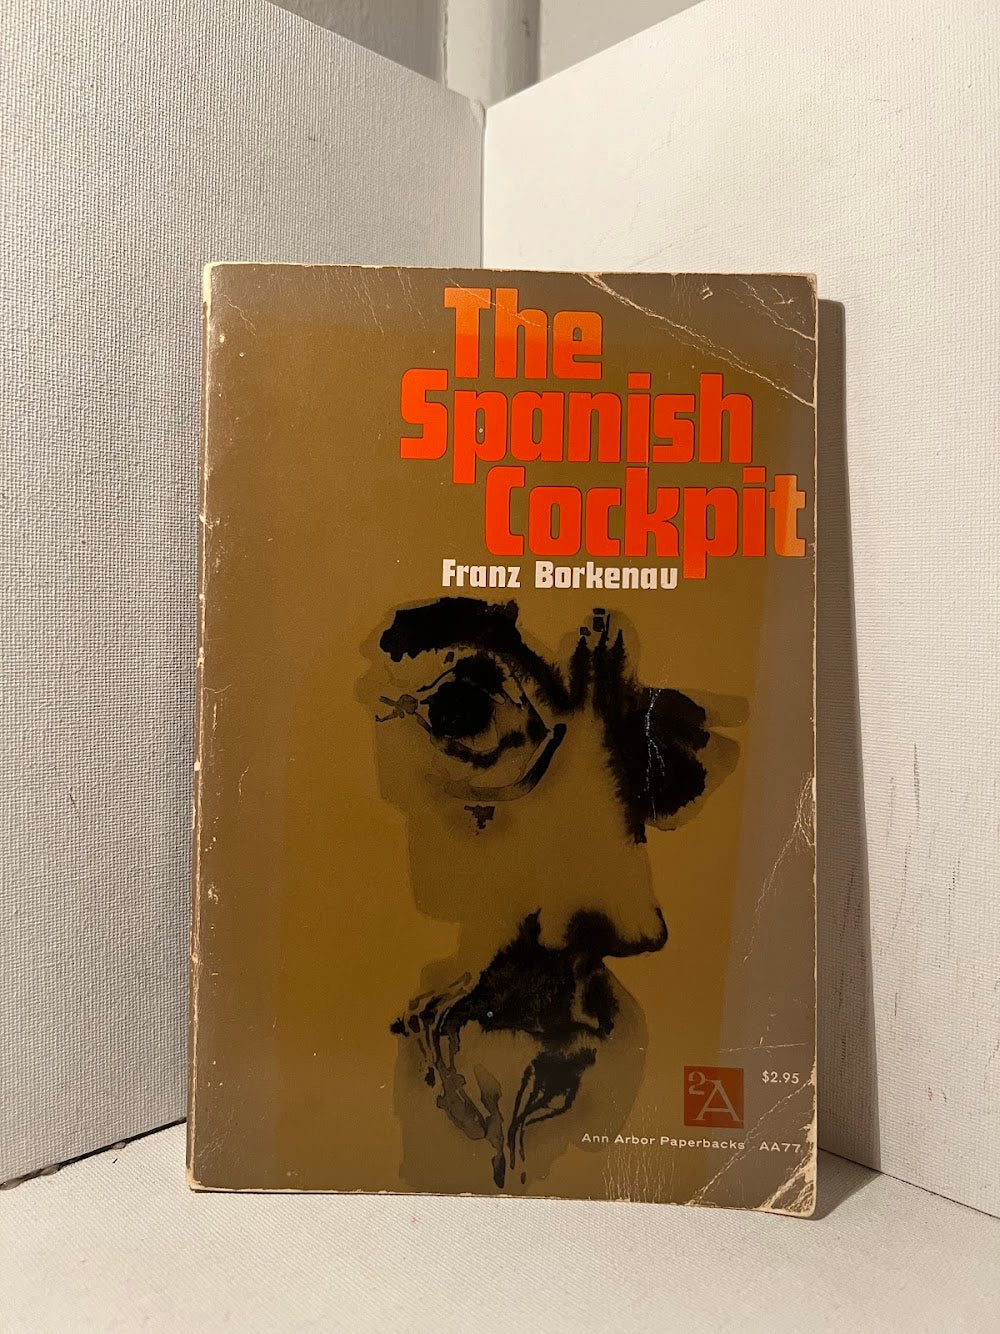 The
Spanish
Cockpit
Franz Borkenau
2A
$2.95
Ann Arbor Paperbacks AA77